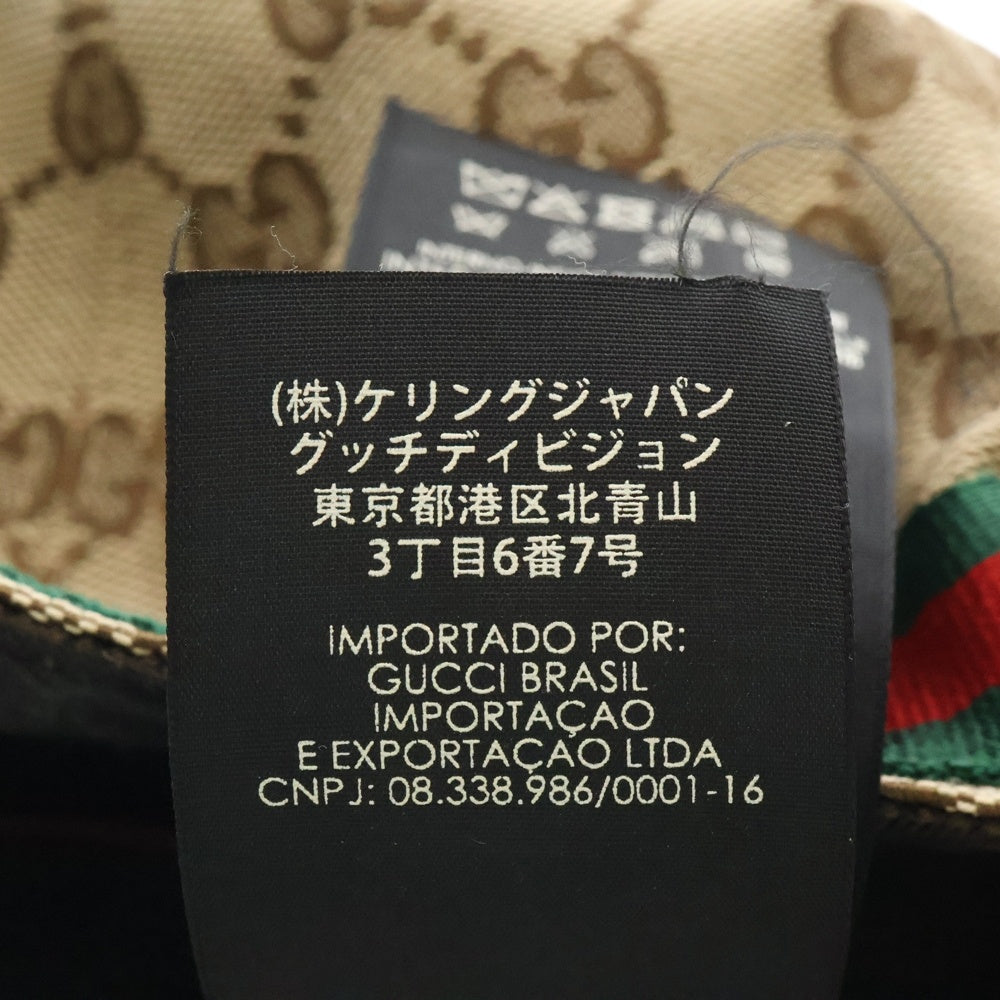 (株)ケリングジャパン
グッチディビジョン
東京都港区北青山
3丁目6番7号
IMPORTADO POR:
GUCCI BRASIL
IMPORTAÇAO
E EXPORTAÇAO LTDA
CNPJ: 08.338.986/0001-16